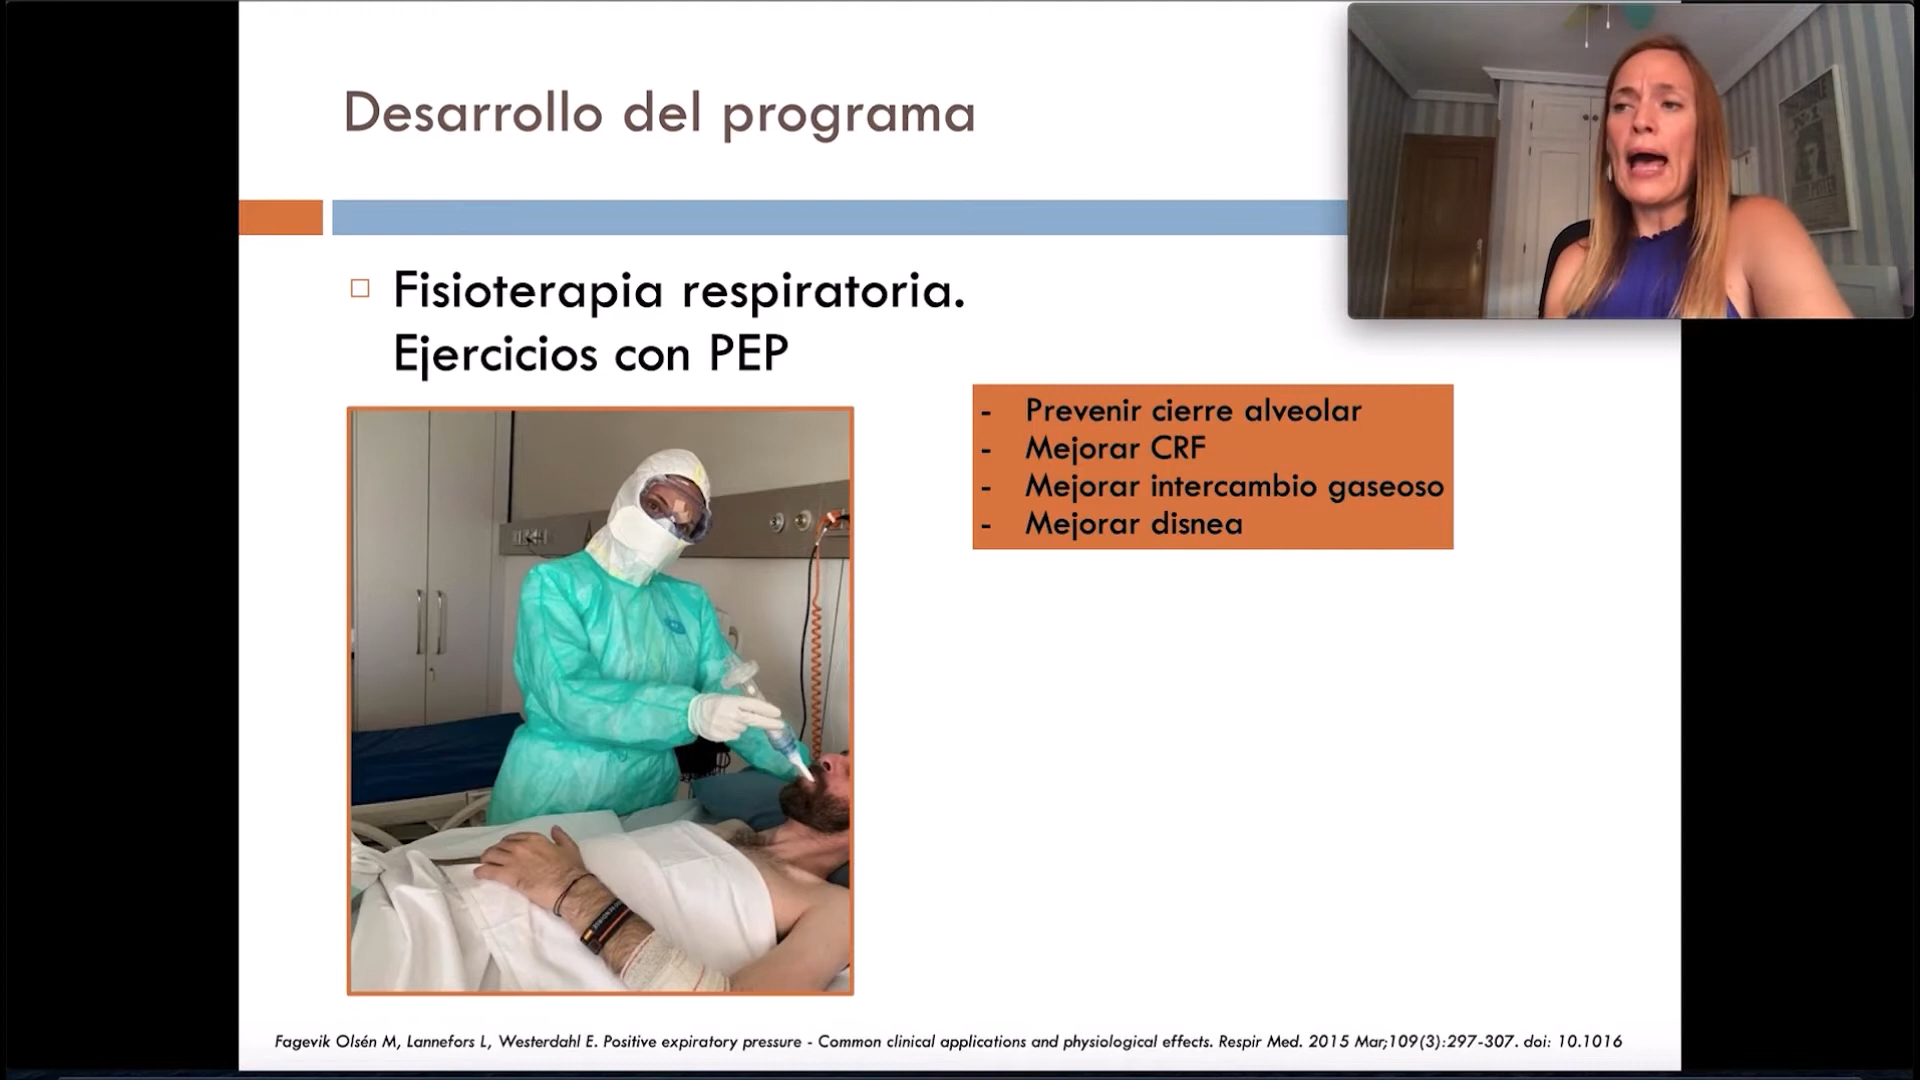 Desarrollo del programa
Fisioterapia respiratoria.
Ejercicios con PEP
- Prevenir cierre alveolar
- Mejorar CRF
- Mejorar intercambio gaseoso
- Mejorar disnea
Fagevik Olsén M, Lannefors L, Westerdahl E. Positive expiratory pressure - Common clinical applications and physiological effects. Respir Med. 2015 Mar;109(3):297-307. doi: 10.1016